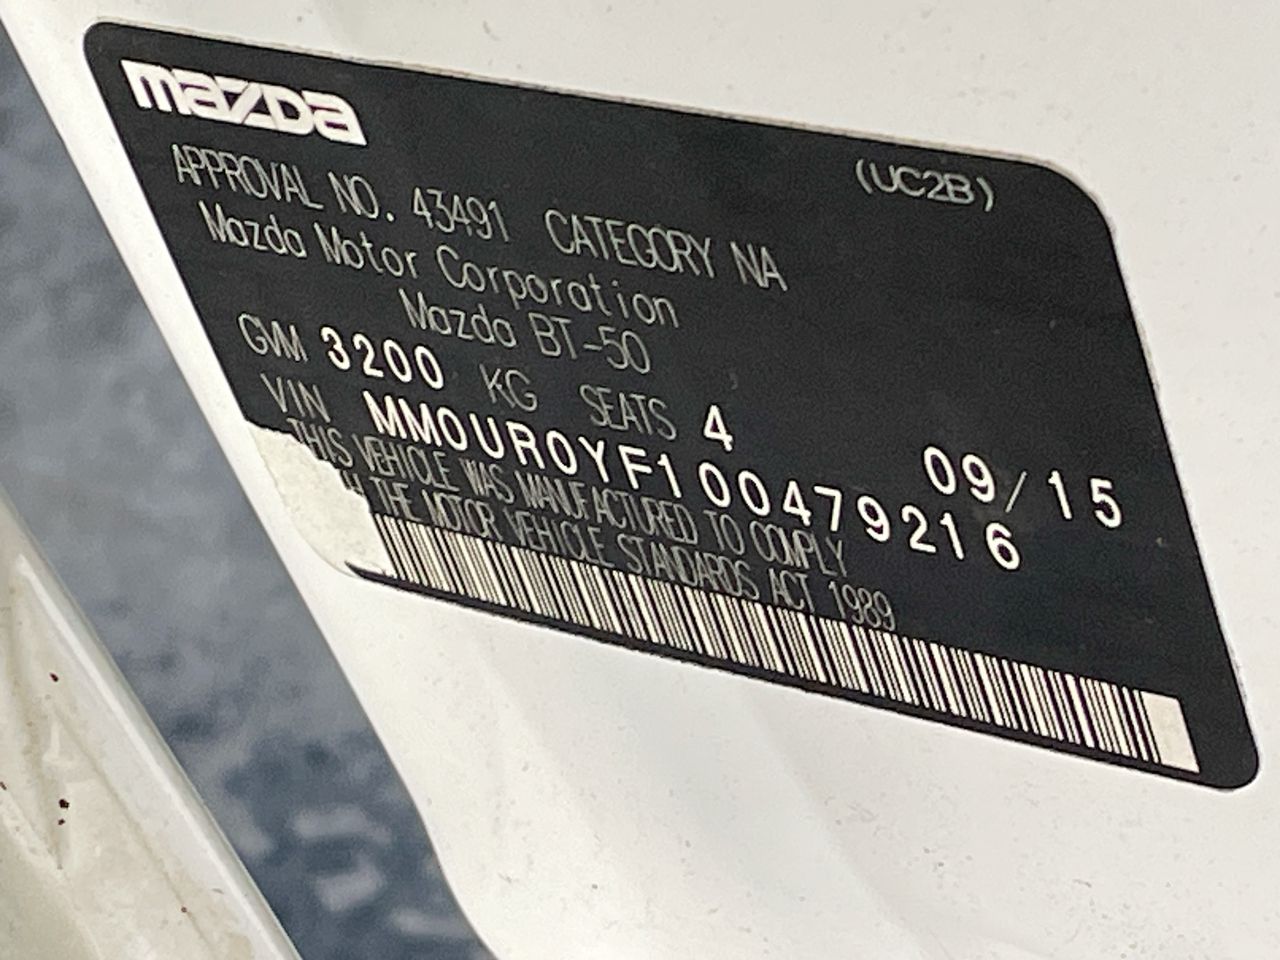 mazda
(UC2B)
APPROVAL NO. 43491 CATEGORY NA
Mazda Motor Corporation
Mazda BT-50
GVM 3200 KG SEATS 4 09/15
VIN MM0UR0YF100479216
THIS VEHICLE WAS MANUFACTURED TO COMPLY
THE MOTOR VEHICLE STANDARDS ACT 1989